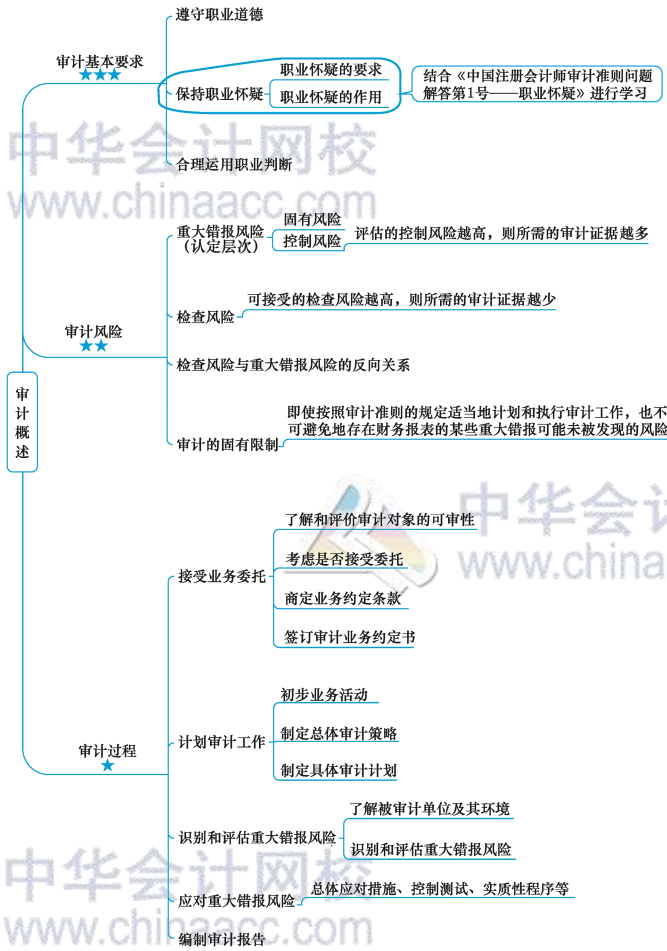 审计概述
审计基本要求
★★★
遵守职业道德
保持职业怀疑
职业怀疑的要求
职业怀疑的作用
结合《中国注册会计师审计准则问题
解答第1号——职业怀疑》进行学习
合理运用职业判断
中华会计网校
www.chinaacc.com
审计风险
★★
重大错报风险
（认定层次）
固有风险
控制风险
评估的控制风险越高，则所需的审计证据越多
检查风险
可接受的检查风险越高，则所需的审计证据越少
检查风险与重大错报风险的反向关系
审计的固有限制
即使按照审计准则的规定适当地计划和执行审计工作，也不
可避免地存在财务报表的某些重大错报可能未被发现的风险
中华会计
www.china
审计过程
★
接受业务委托
了解和评价审计对象的可审性
考虑是否接受委托
商定业务约定条款
签订审计业务约定书
计划审计工作
初步业务活动
制定总体审计策略
制定具体审计计划
识别和评估重大错报风险
了解被审计单位及其环境
识别和评估重大错报风险
应对重大错报风险
总体应对措施、控制测试、实质性程序等
编制审计报告
中华会计网校
www.chinaacc.com